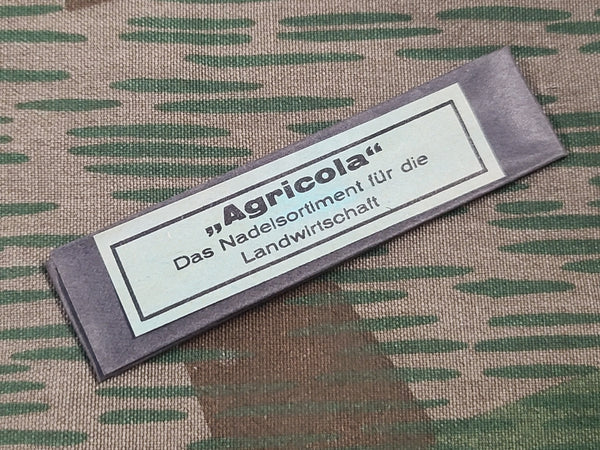 „Agricola“
Das Nadelsortiment für die
Landwirtschaft